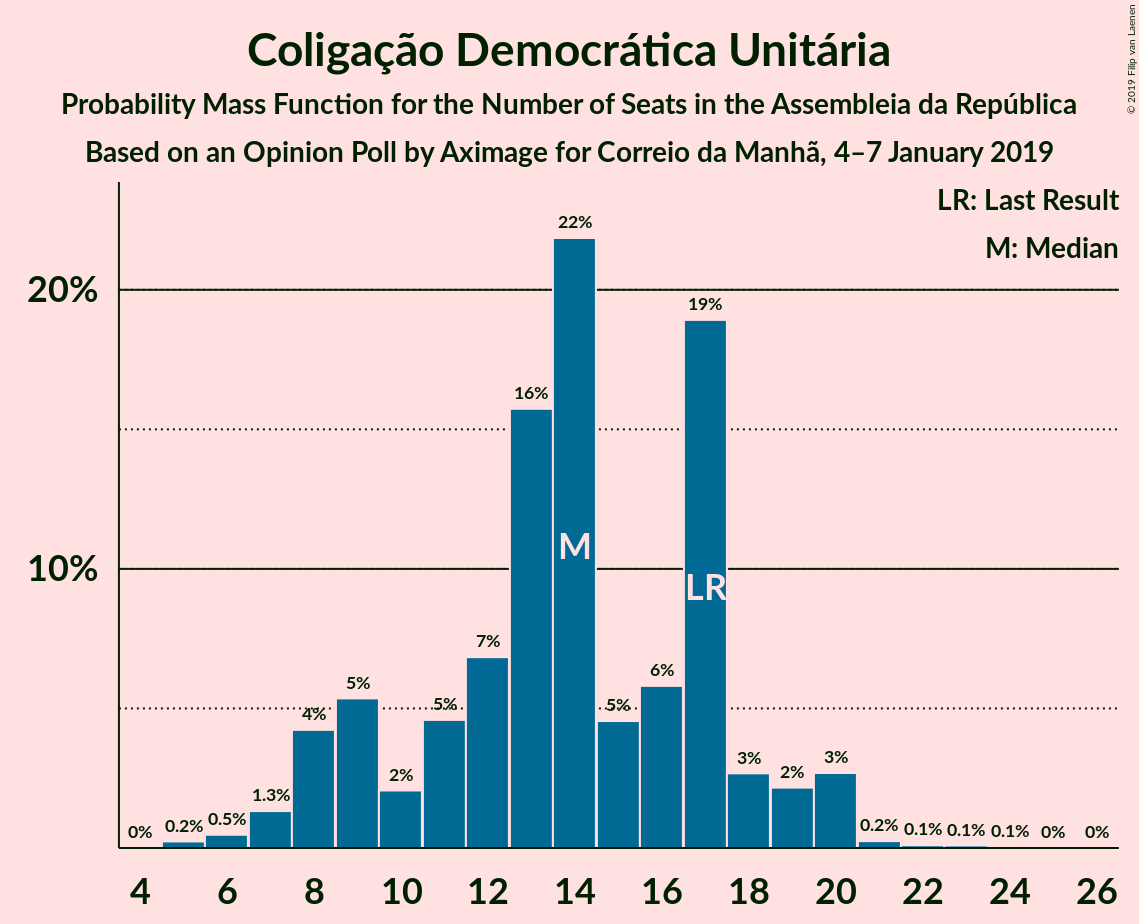 Coligação Democrática Unitária
Probability Mass Function for the Number of Seats in the Assembleia da República
Based on an Opinion Poll by Aximage for Correio da Manhã, 4–7 January 2019
© 2019 Filip van Laenen
LR: Last Result
M: Median
20%
10%
0%
0.2%
0.5%
1.3%
4%
5%
2%
5%
7%
16%
22%
5%
6%
19%
3%
2%
3%
0.2%
0.1%
0.1%
0.1%
0%
0%
M
LR
4 6 8 10 12 14 16 18 20 22 24 26